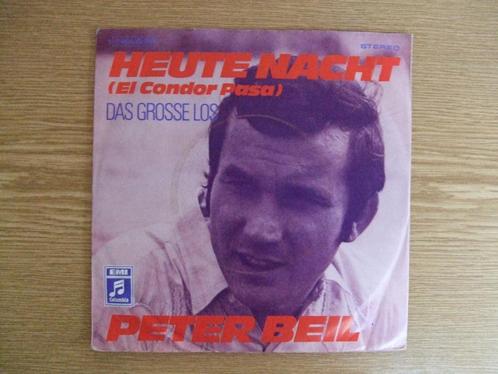 STEREO
HEUTE NACHT
(El Condor Pasa)
DAS GROSSE LOS
EMI
Columbia
PETER BEIL